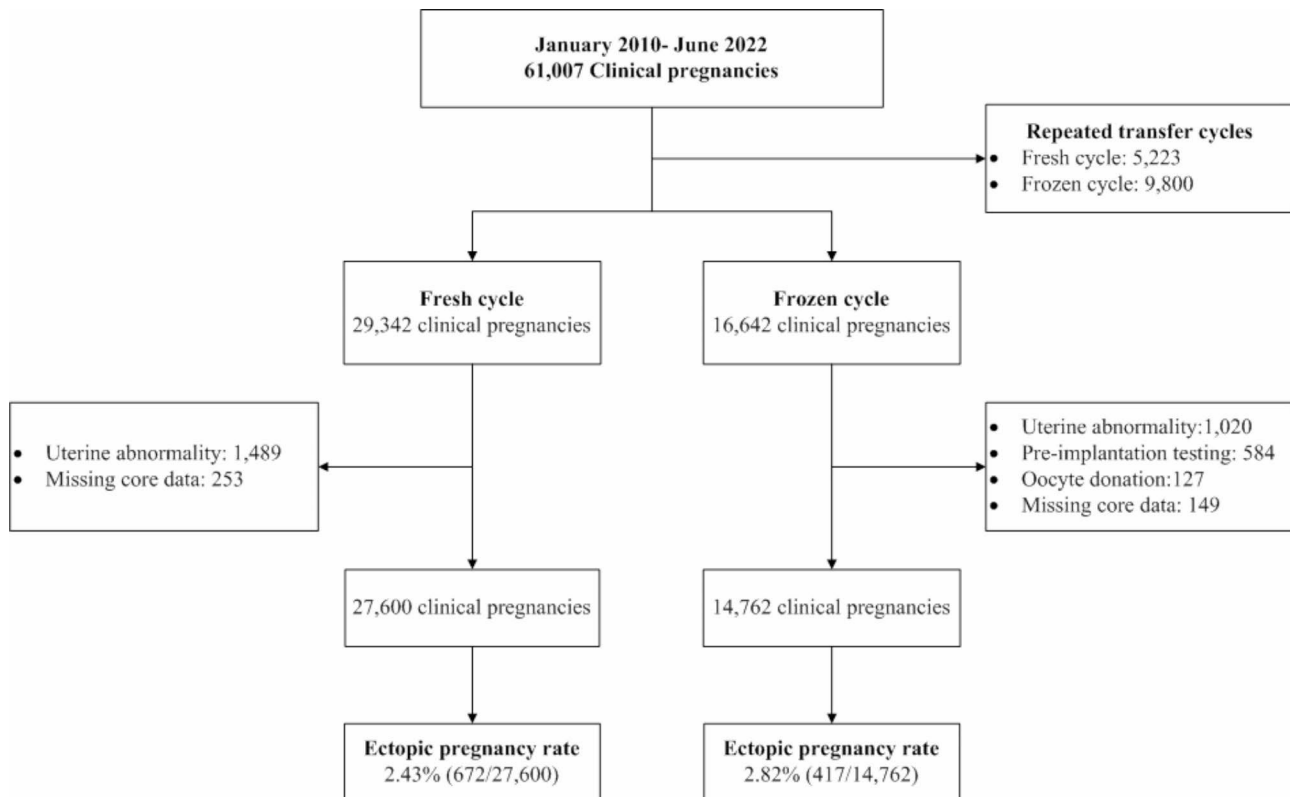 January 2010- June 2022
61,007 Clinical pregnancies
Repeated transfer cycles
• Fresh cycle: 5,223
• Frozen cycle: 9,800
Fresh cycle
29,342 clinical pregnancies
Frozen cycle
16,642 clinical pregnancies
• Uterine abnormality: 1,489
• Missing core data: 253
• Uterine abnormality:1,020
• Pre-implantation testing: 584
• Oocyte donation:127
• Missing core data: 149
27,600 clinical pregnancies
14,762 clinical pregnancies
Ectopic pregnancy rate
2.43% (672/27,600)
Ectopic pregnancy rate
2.82% (417/14,762)